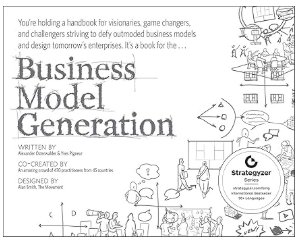 You're holding a handbook for visionaries, game changers,
and challengers striving to defy outmoded business models
and design tomorrow's enterprises. It's a book for the . . .
Business
Model
Generation
WRITTEN BY
Alexander Osterwalder & Yves Pigneur
CO-CREATED BY
An amazing crowd of 470 practitioners from 45 countries
DESIGNED BY
Alan Smith, The Movement
Strategyzer
Series
strategyzer.com/bmg
International Bestseller
30+ Languages